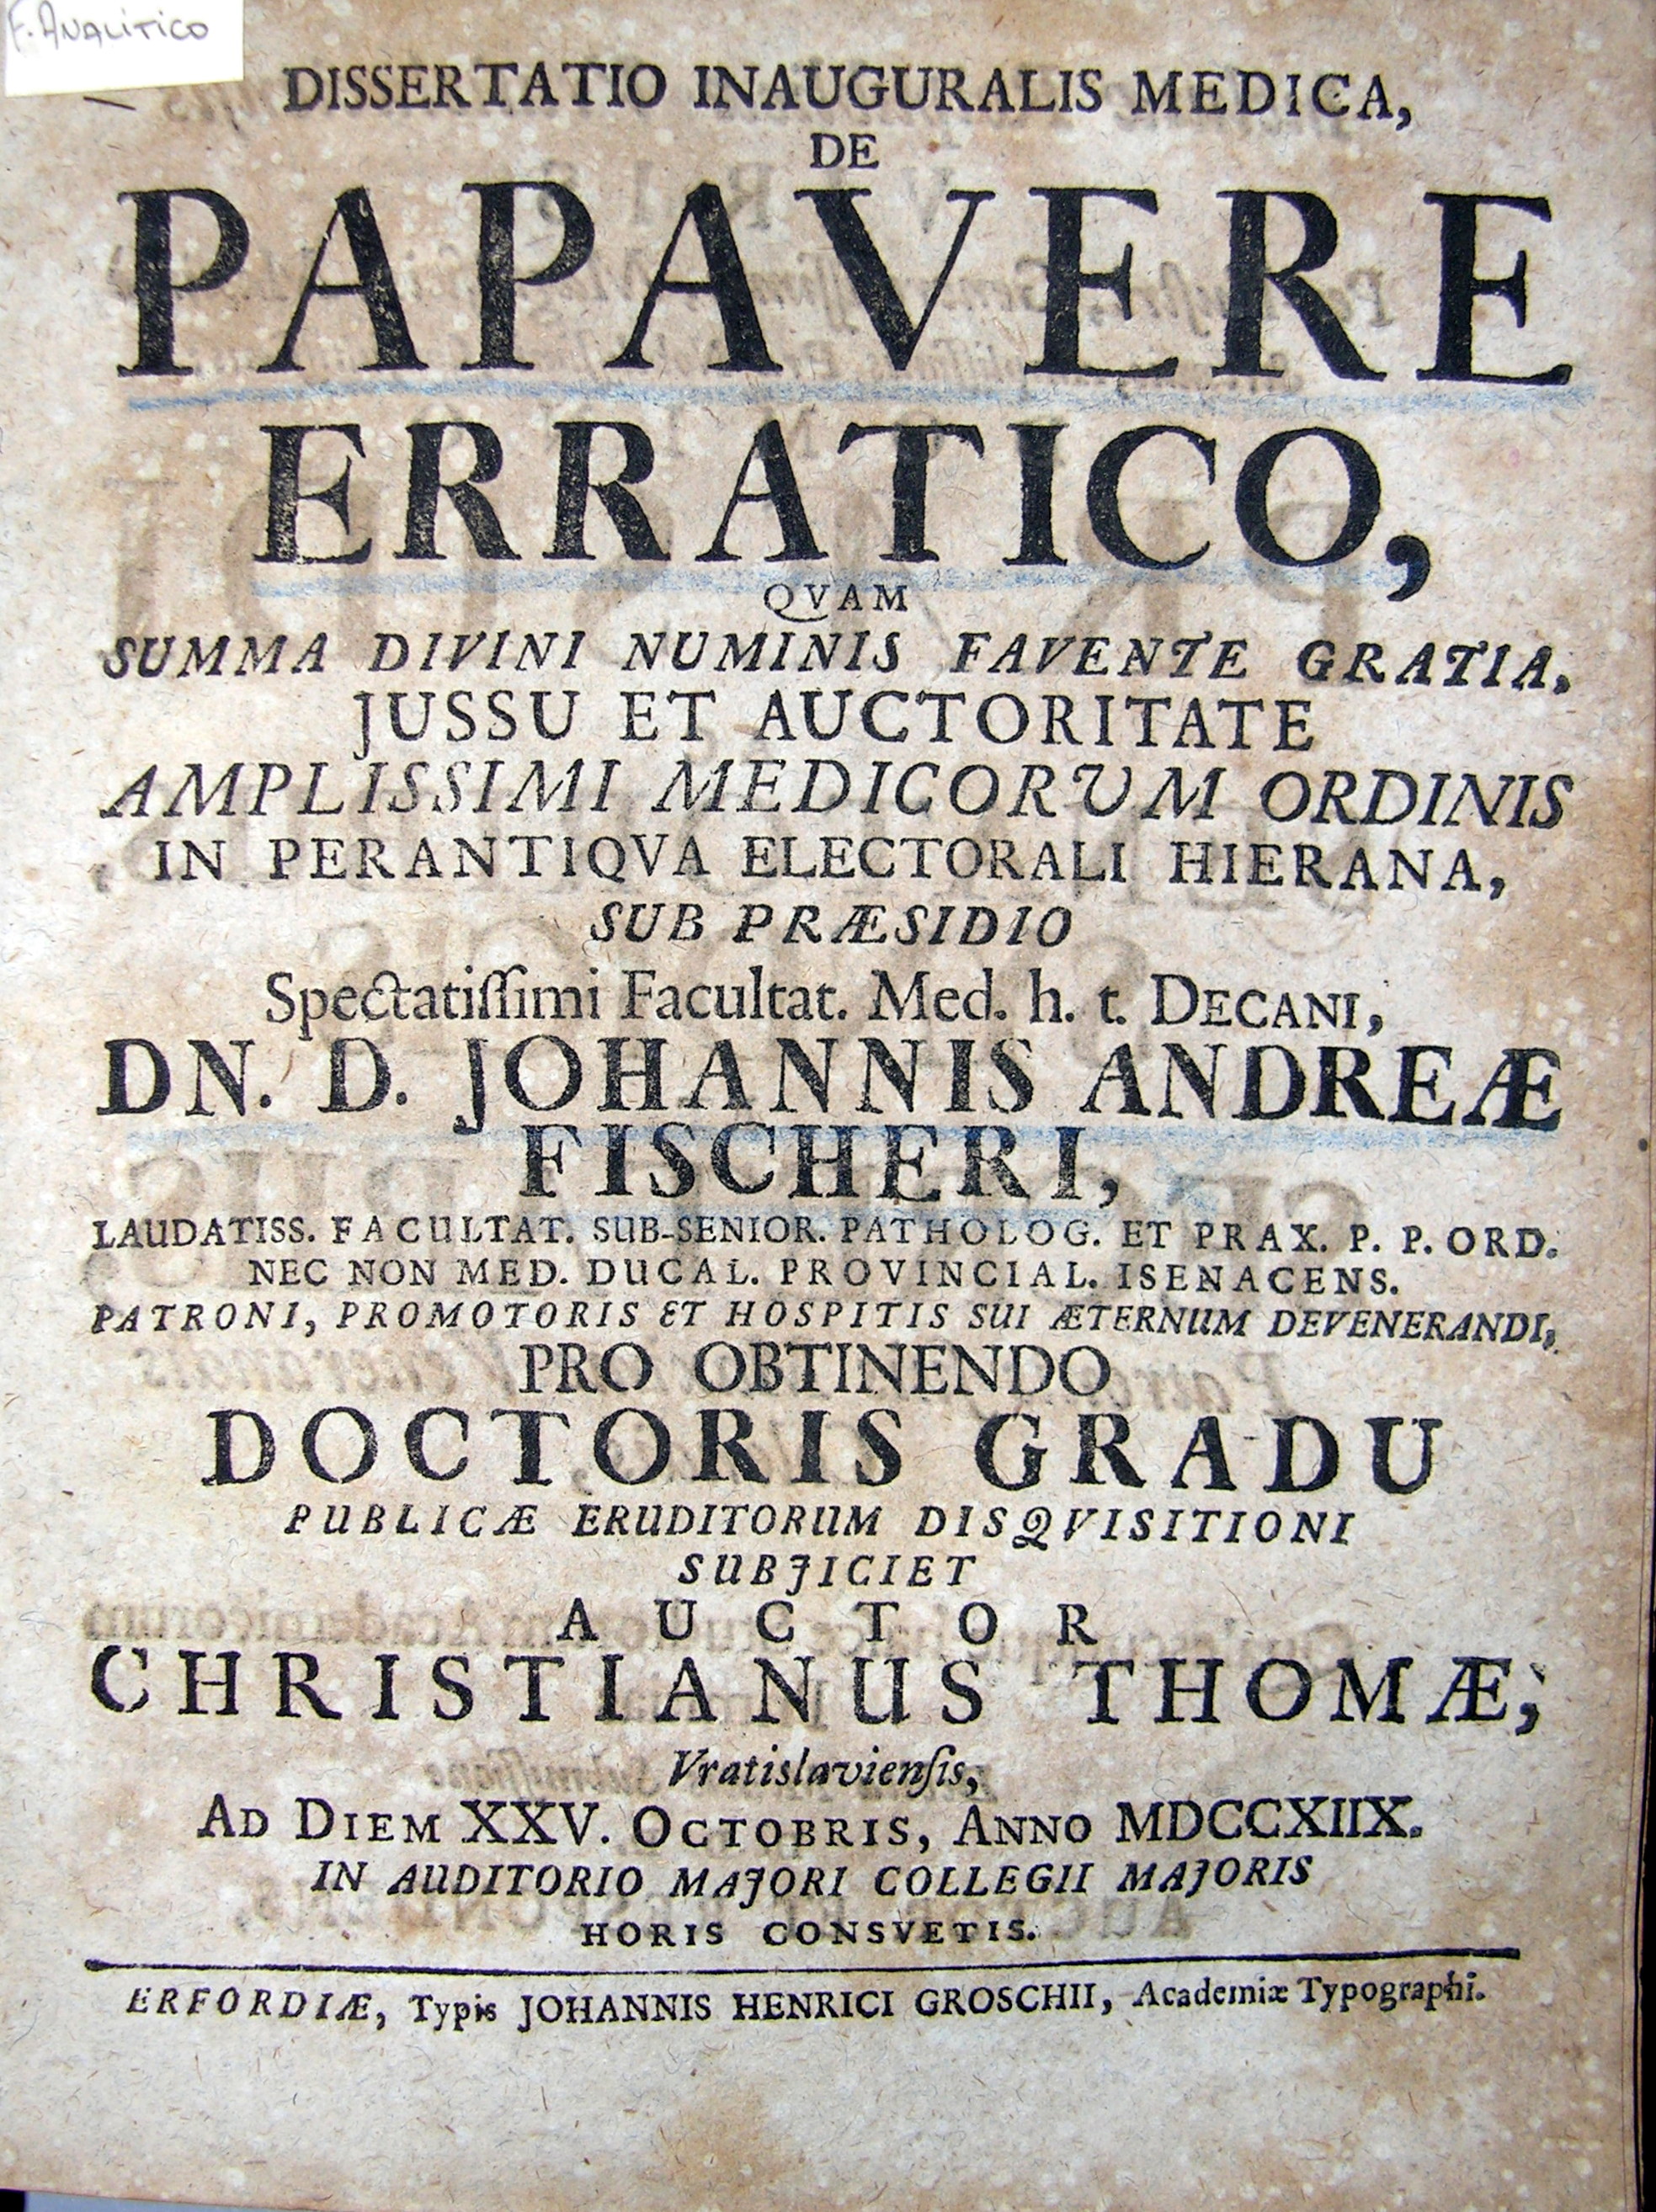 F. ANALITICO
DISSERTATIO INAUGURALIS MEDICA,
DE
PAPAVERE
ERRATICO,
QVAM
SUMMA DIVINI NUMINIS FAVENTE GRATIA,
JUSSU ET AUCTORITATE
AMPLISSIMI MEDICORUM ORDINIS
IN PERANTIQVA ELECTORALI HIERANA,
SUB PRÆSIDIO
Spectatiſſimi Facultat. Med. h. t. DECANI,
DN. D. JOHANNIS ANDREÆ
FISCHERI,
LAUDATISS. FACULTAT. SUB-SENIOR. PATHOLOG. ET PRAX. P. P. ORD.
NEC NON MED. DUCAL. PROVINCIAL. ISENACENS.
PATRONI, PROMOTORIS ET HOSPITIS SUI ÆTERNUM DEVENERANDI,
PRO OBTINENDO
DOCTORIS GRADU
PUBLICÆ ERUDITORUM DISQVISITIONI
SUBJICIET
AUCTOR
CHRISTIANUS THOMÆ,
Vratislavienſis,
AD DIEM XXV. OCTOBRIS, ANNO MDCCXIIX.
IN AUDITORIO MAJORI COLLEGII MAJORIS
HORIS CONSVETIS.
ERFORDIÆ, Typis JOHANNIS HENRICI GROSCHII, Academiæ Typographi.